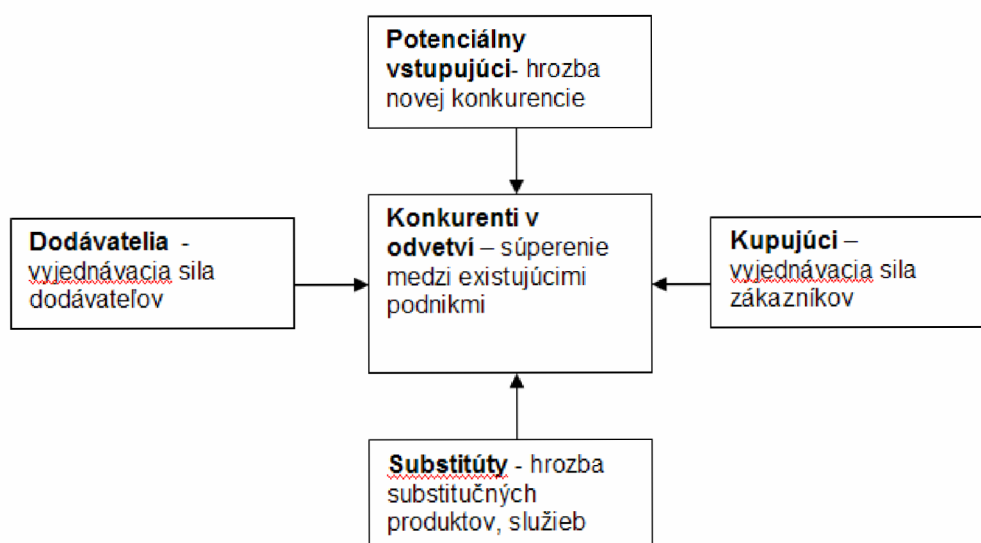 Potenciálny
vstupujúci- hrozba
novej konkurencie
Dodávatelia -
vyjednávacia sila
dodávateľov
Konkurenti v
odvetví – súperenie
medzi existujúcimi
podnikmi
Kupujúci –
vyjednávacia sila
zákazníkov
Substitúty - hrozba
substitučných
produktov, služieb